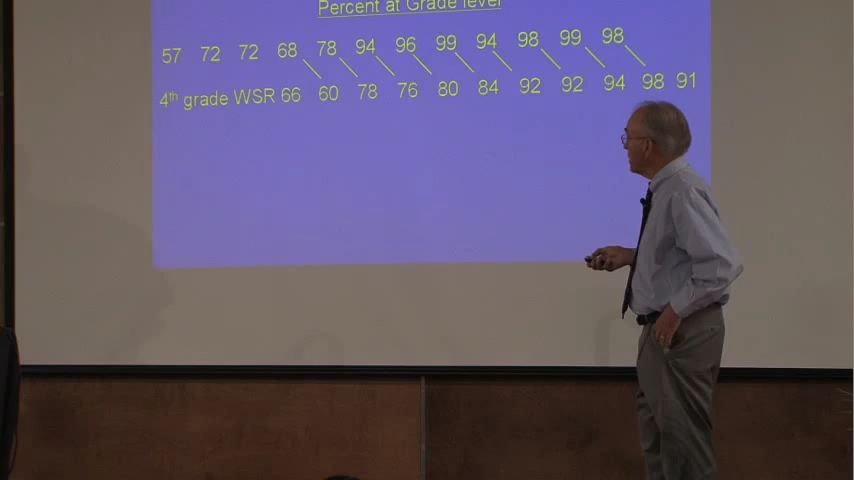 Percent at Grade level
57 72 72 68 78 94 96 99 94 98 99 98
4th grade WSR 66 60 78 76 80 84 92 92 94 98 91